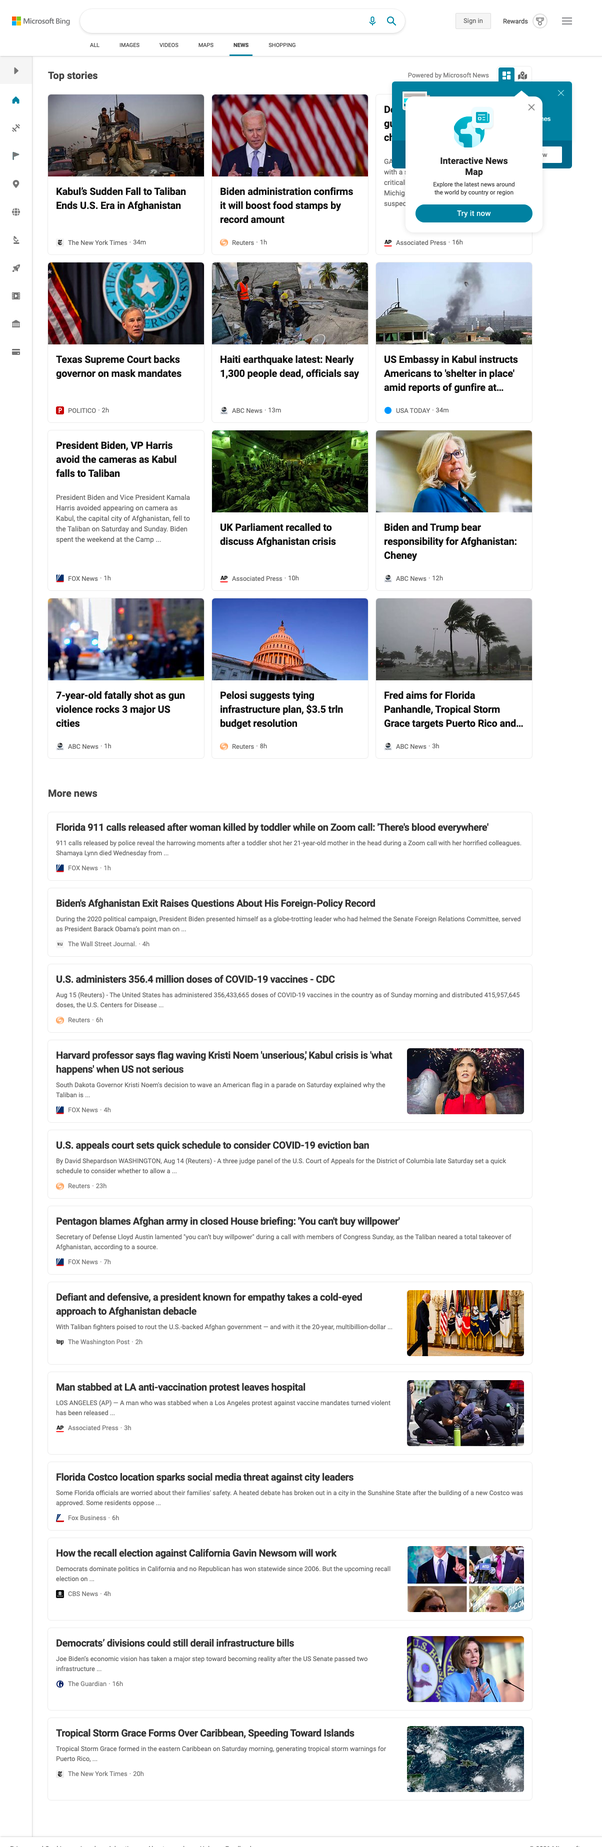 Microsoft Bing
Sign in
Rewards
ALL
IMAGES
VIDEOS
MAPS
NEWS
SHOPPING
Top stories
Powered by Microsoft News
Interactive News
Map
Explore the latest news around
the world by country or region
Try it now
Kabul's Sudden Fall to Taliban
Ends U.S. Era in Afghanistan
The New York Times · 34m
Biden administration confirms
it will boost food stamps by
record amount
Reuters · 1h
with a
critical
Michig
suspec
Associated Press · 16h
Texas Supreme Court backs
governor on mask mandates
POLITICO · 2h
Haiti earthquake latest: Nearly
1,300 people dead, officials say
ABC News · 13m
US Embassy in Kabul instructs
Americans to 'shelter in place'
amid reports of gunfire at...
USA TODAY · 34m
President Biden, VP Harris
avoid the cameras as Kabul
falls to Taliban
President Biden and Vice President Kamala
Harris avoided appearing on camera as
Kabul, the capital city of Afghanistan, fell to
the Taliban on Saturday and Sunday. Biden
spent the weekend at the Camp ...
FOX News · 1h
UK Parliament recalled to
discuss Afghanistan crisis
Associated Press · 10h
Biden and Trump bear
responsibility for Afghanistan:
Cheney
ABC News · 12h
7-year-old fatally shot as gun
violence rocks 3 major US
cities
ABC News · 1h
Pelosi suggests tying
infrastructure plan, $3.5 trln
budget resolution
Reuters · 8h
Fred aims for Florida
Panhandle, Tropical Storm
Grace targets Puerto Rico and...
ABC News · 3h
More news
Florida 911 calls released after woman killed by toddler while on Zoom call: 'There's blood everywhere'
911 calls released by police reveal the harrowing moments after a toddler shot her 21-year-old mother in the head during a Zoom call with her horrified colleagues.
Shamaya Lynn died Wednesday from ...
FOX News · 1h
Biden's Afghanistan Exit Raises Questions About His Foreign-Policy Record
During the 2020 political campaign, President Biden presented himself as a globe-trotting leader who had helmed the Senate Foreign Relations Committee, served
as President Barack Obama's point man on ...
The Wall Street Journal. · 4h
U.S. administers 356.4 million doses of COVID-19 vaccines - CDC
Aug 15 (Reuters) - The United States has administered 356,433,665 doses of COVID-19 vaccines in the country as of Sunday morning and distributed 415,957,645
doses, the U.S. Centers for Disease ...
Reuters · 6h
Harvard professor says flag waving Kristi Noem 'unserious,' Kabul crisis is 'what
happens' when US not serious
South Dakota Governor Kristi Noem's decision to wave an American flag in a parade on Saturday explained why the
Taliban is ...
FOX News · 4h
U.S. appeals court sets quick schedule to consider COVID-19 eviction ban
By David Shepardson WASHINGTON, Aug 14 (Reuters) - A three judge panel of the U.S. Court of Appeals for the District of Columbia late Saturday set a quick
schedule to consider whether to allow a ...
Reuters · 23h
Pentagon blames Afghan army in closed House briefing: 'You can't buy willpower'
Secretary of Defense Lloyd Austin lamented "you can't buy willpower" during a call with members of Congress Sunday, as the Taliban neared a total takeover of
Afghanistan, according to a source.
FOX News · 7h
Defiant and defensive, a president known for empathy takes a cold-eyed
approach to Afghanistan debacle
With Taliban fighters poised to rout the U.S.-backed Afghan government — and with it the 20-year, multibillion-dollar ...
The Washington Post · 2h
Man stabbed at LA anti-vaccination protest leaves hospital
LOS ANGELES (AP) — A man who was stabbed when a Los Angeles protest against vaccine mandates turned violent
has been released ...
Associated Press · 3h
Florida Costco location sparks social media threat against city leaders
Some Florida officials are worried about their families' safety. A heated debate has broken out in a city in the Sunshine State after the building of a new Costco was
approved. Some residents oppose ...
Fox Business · 6h
How the recall election against California Gavin Newsom will work
Democrats dominate politics in California and no Republican has won statewide since 2006. But the upcoming recall
election on ...
CBS News · 4h
Democrats' divisions could still derail infrastructure bills
Joe Biden's economic vision has taken a major step toward becoming reality after the US Senate passed two
infrastructure ...
The Guardian · 16h
Tropical Storm Grace Forms Over Caribbean, Speeding Toward Islands
Tropical Storm Grace formed in the eastern Caribbean on Saturday morning, generating tropical storm warnings for
Puerto Rico, ...
The New York Times · 20h